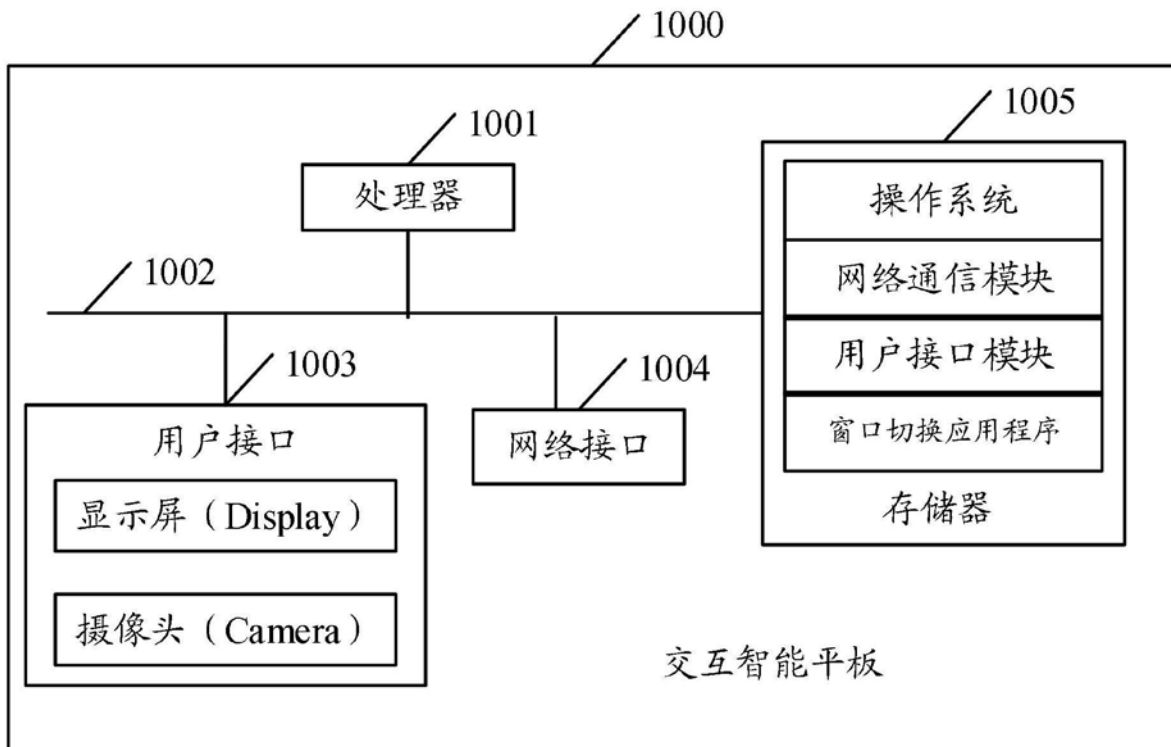 1000
1001
1005
处理器
操作系统
1002
网络通信模块
用户接口模块
1003
1004
用户接口
网络接口
窗口切换应用程序
显示屏（Display）
存储器
摄像头（Camera）
交互智能平板